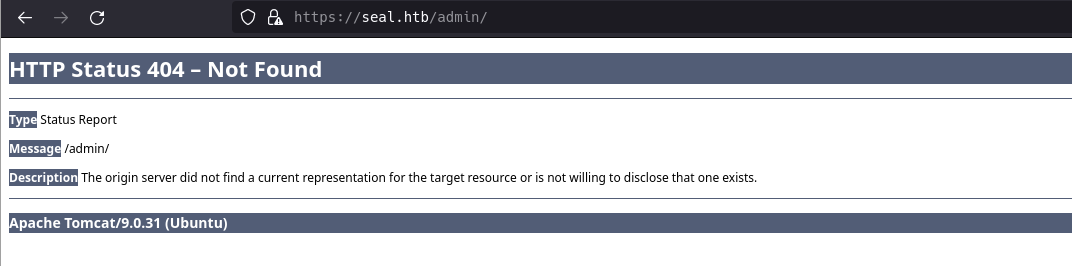 https://seal.htb/admin/
HTTP Status 404 – Not Found
Type Status Report
Message /admin/
Description The origin server did not find a current representation for the target resource or is not willing to disclose that one exists.
Apache Tomcat/9.0.31 (Ubuntu)